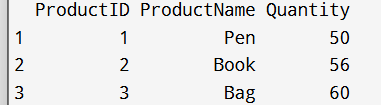 ProductID ProductName Quantity
1 1 Pen 50
2 2 Book 56
3 3 Bag 60